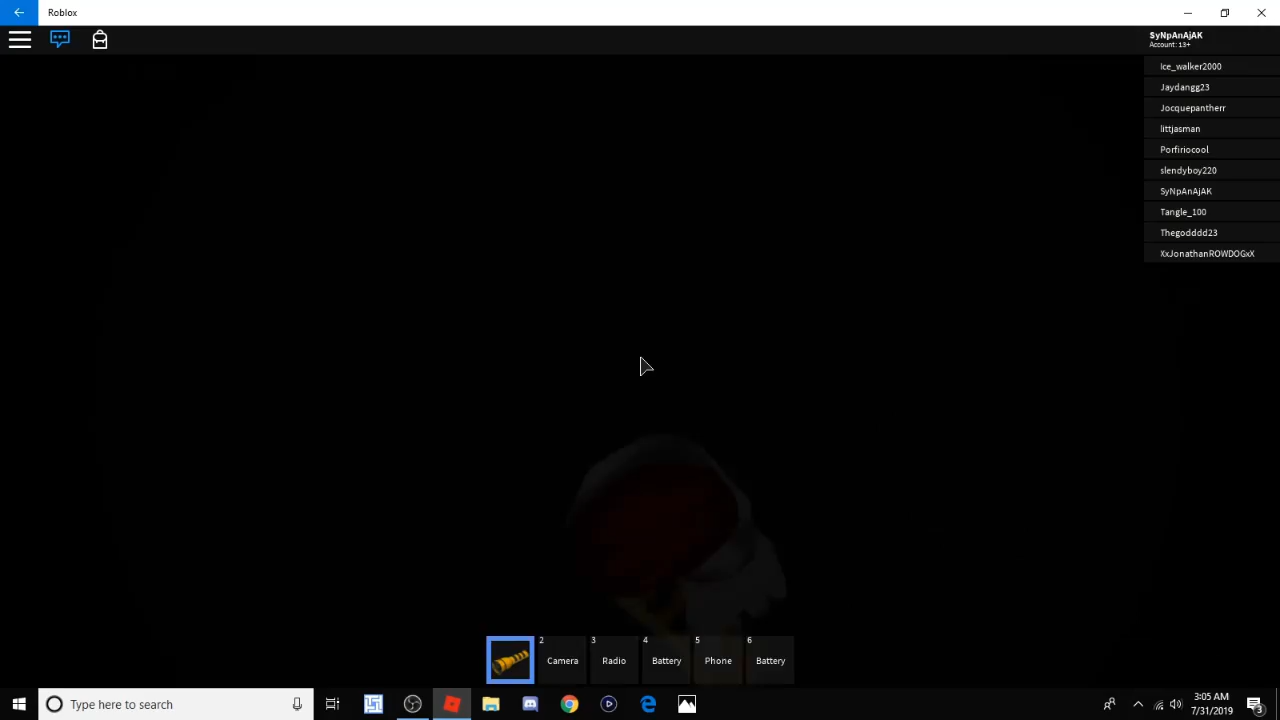 Roblox
SyNpAnAjAK
Account: 13+
Ice_walker2000
Jaydangg23
Jocquepantherr
littjasman
Porfiriocool
slendyboy220
SyNpAnAjAK
Tangle_100
Thegodddd23
XxJonathanROWDOGxX
2 3 4 5 6
Camera Radio Battery Phone Battery
Type here to search
3:05 AM
7/31/2019
3